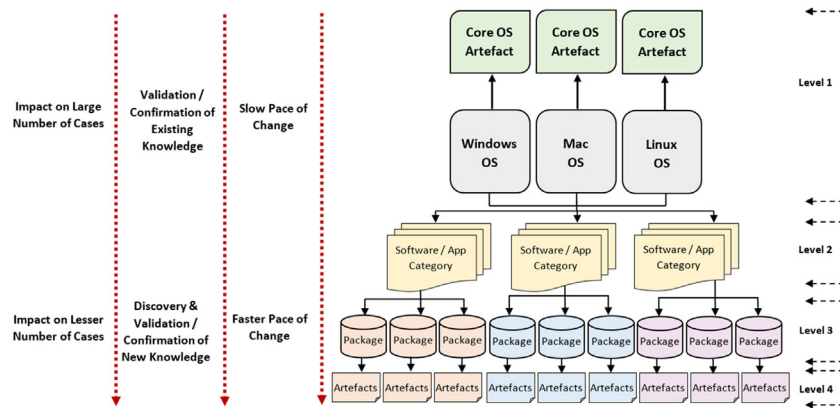 Core OS
Artefact
Core OS
Artefact
Core OS
Artefact
Level 1
Impact on Large
Number of Cases
Validation /
Confirmation of
Existing
Knowledge
Slow Pace of
Change
Windows
OS
Mac
OS
Linux
OS
Software / App
Category
Software / App
Category
Software / App
Category
Level 2
Impact on Lesser
Number of Cases
Discovery &
Validation /
Confirmation of
New Knowledge
Faster Pace of
Change
Package
Package
Package
Package
Package
Package
Package
Package
Package
Level 3
Artefacts
Artefacts
Artefacts
Artefacts
Artefacts
Artefacts
Artefacts
Artefacts
Artefacts
Level 4